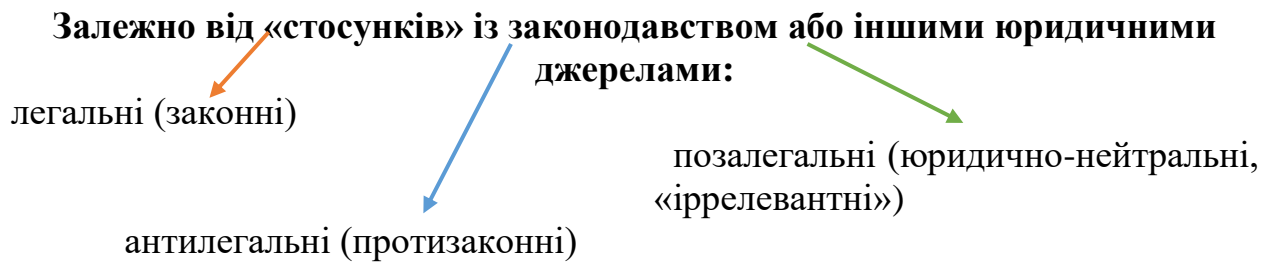 Залежно від «стосунків» із законодавством або іншими юридичними
джерелами:
легальні (законні)
позалегальні (юридично-нейтральні,
«іррелевантні»)
антилегальні (протизаконні)